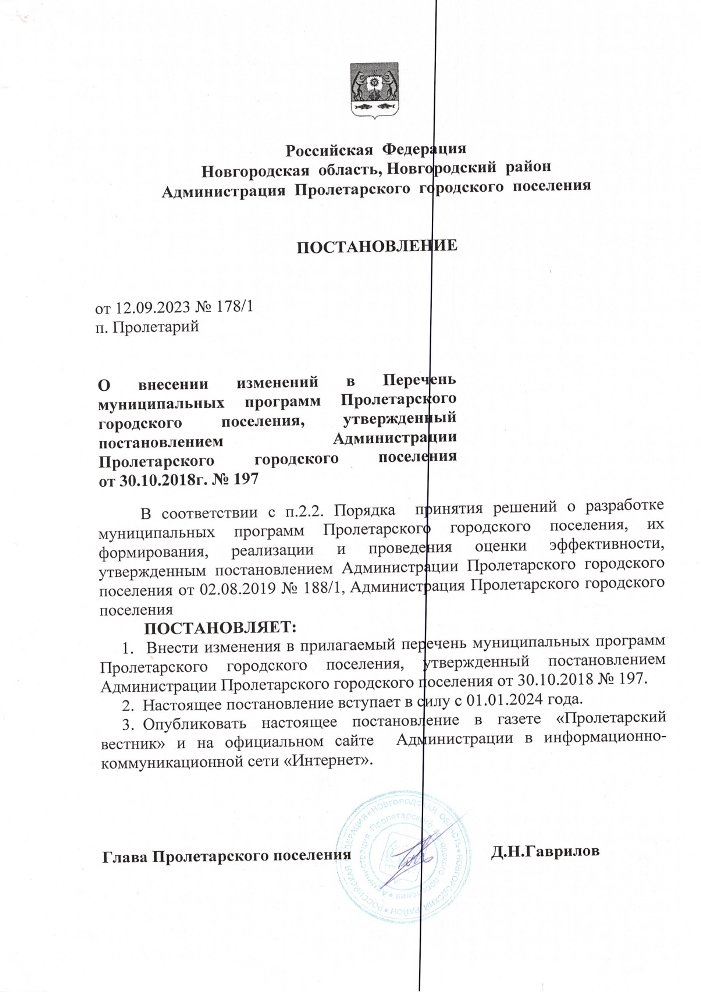 Российская Федерация
Новгородская область, Новгородский район
Администрация Пролетарского городского поселения
ПОСТАНОВЛЕНИЕ
от 12.09.2023 № 178/1
п. Пролетарий
О внесении изменений в Перечень
муниципальных программ Пролетарского
городского поселения, утвержденный
постановлением Администрации
Пролетарского городского поселения
от 30.10.2018г. № 197
В соответствии с п.2.2. Порядка принятия решений о разработке
муниципальных программ Пролетарского городского поселения, их
формирования, реализации и проведения оценки эффективности,
утвержденным постановлением Администрации Пролетарского городского
поселения от 02.08.2019 № 188/1, Администрация Пролетарского городского
поселения
ПОСТАНОВЛЯЕТ:
1. Внести изменения в прилагаемый перечень муниципальных программ
Пролетарского городского поселения, утвержденный постановлением
Администрации Пролетарского городского поселения от 30.10.2018 № 197.
2. Настоящее постановление вступает в силу с 01.01.2024 года.
3. Опубликовать настоящее постановление в газете «Пролетарский
вестник» и на официальном сайте Администрации в информационно-
коммуникационной сети «Интернет».
Глава Пролетарского поселения Д.Н.Гаврилов
РОССИЙСКАЯ ФЕДЕРАЦИЯ НОВГОРОДСКАЯ ОБЛАСТЬ НОВГОРОДСКИЙ РАЙОН